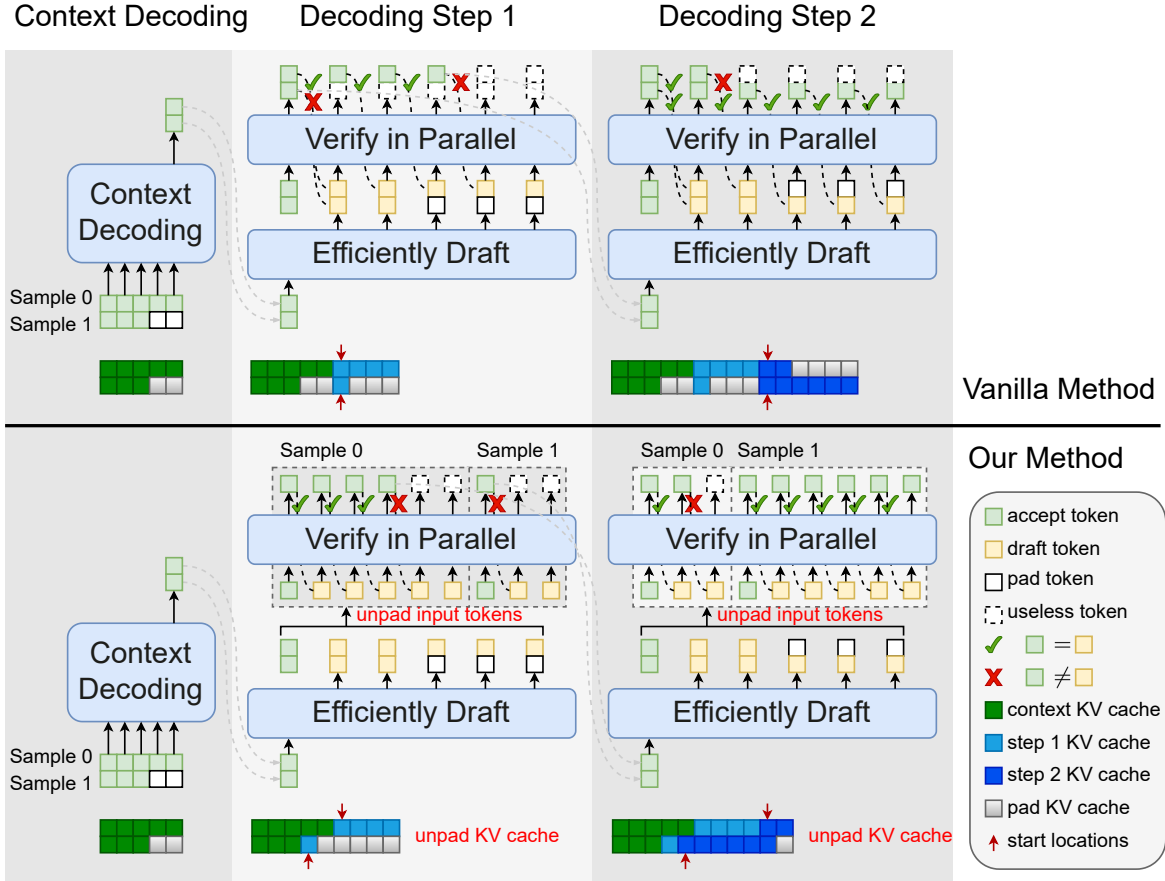 Context Decoding
Decoding Step 1
Decoding Step 2
Verify in Parallel
Verify in Parallel
Context
Decoding
Efficiently Draft
Efficiently Draft
Sample 0
Sample 1
Vanilla Method
Sample 0
Sample 1
Sample 0
Sample 1
Our Method
Verify in Parallel
Verify in Parallel
unpad input tokens
unpad input tokens
Context
Decoding
Efficiently Draft
Efficiently Draft
Sample 0
Sample 1
unpad KV cache
unpad KV cache
accept token
draft token
pad token
useless token
=
≠
context KV cache
step 1 KV cache
step 2 KV cache
pad KV cache
start locations